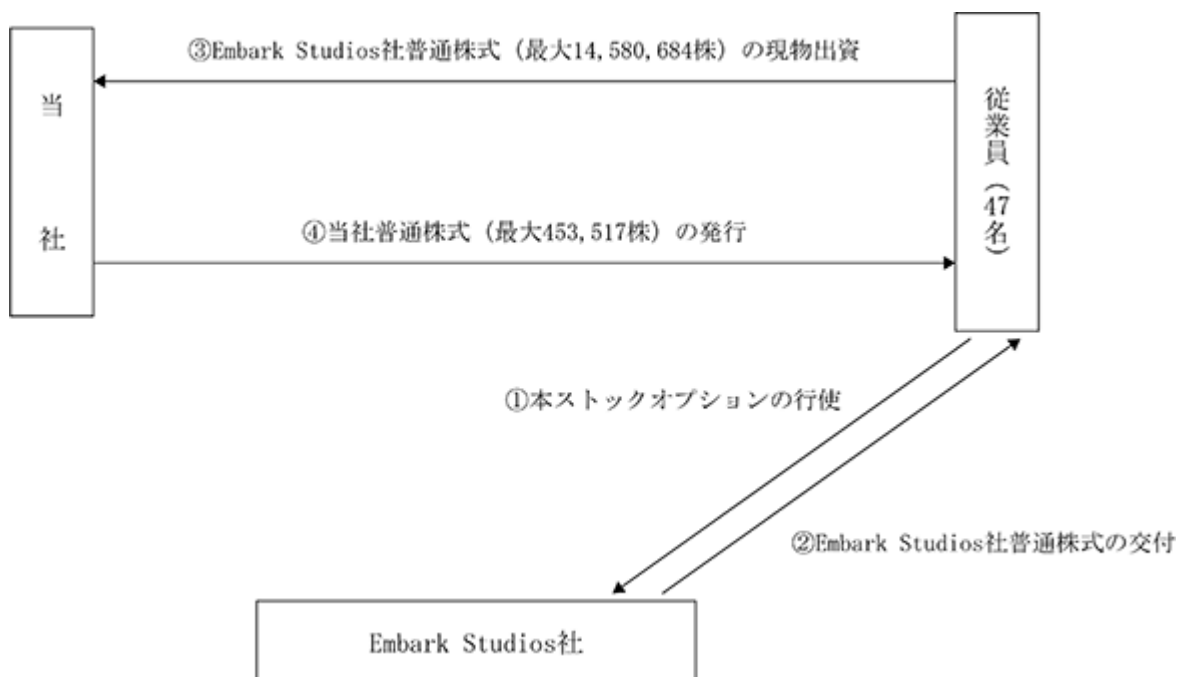 ③Embark Studios社普通株式（最大14,580,684株）の現物出資
当社
従業員（47名）
④当社普通株式（最大453,517株）の発行
①本ストックオプションの行使
②Embark Studios社普通株式の交付
Embark Studios社